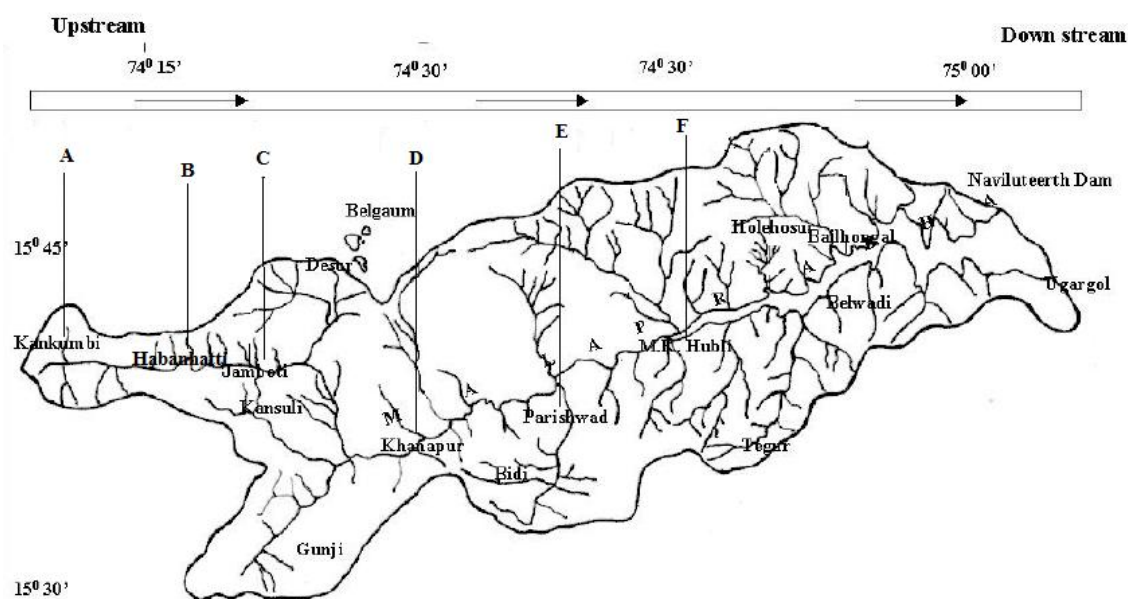 Upstream
Down stream
74⁰ 15'
74⁰ 30'
74⁰ 30'
75⁰ 00'
A
B
C
D
E
F
Naviluteerth Dam
Belgaum
15⁰ 45'
Desur
Holehosur
Bailhongal
Ugargol
Belwadi
Kankumbi
Habanhatti
Jamboti
M.K. Hubli
Kansuli
Parishwad
Khanapur
Tegur
Bidi
Gunji
15⁰ 30'
M A L A P R A B H A